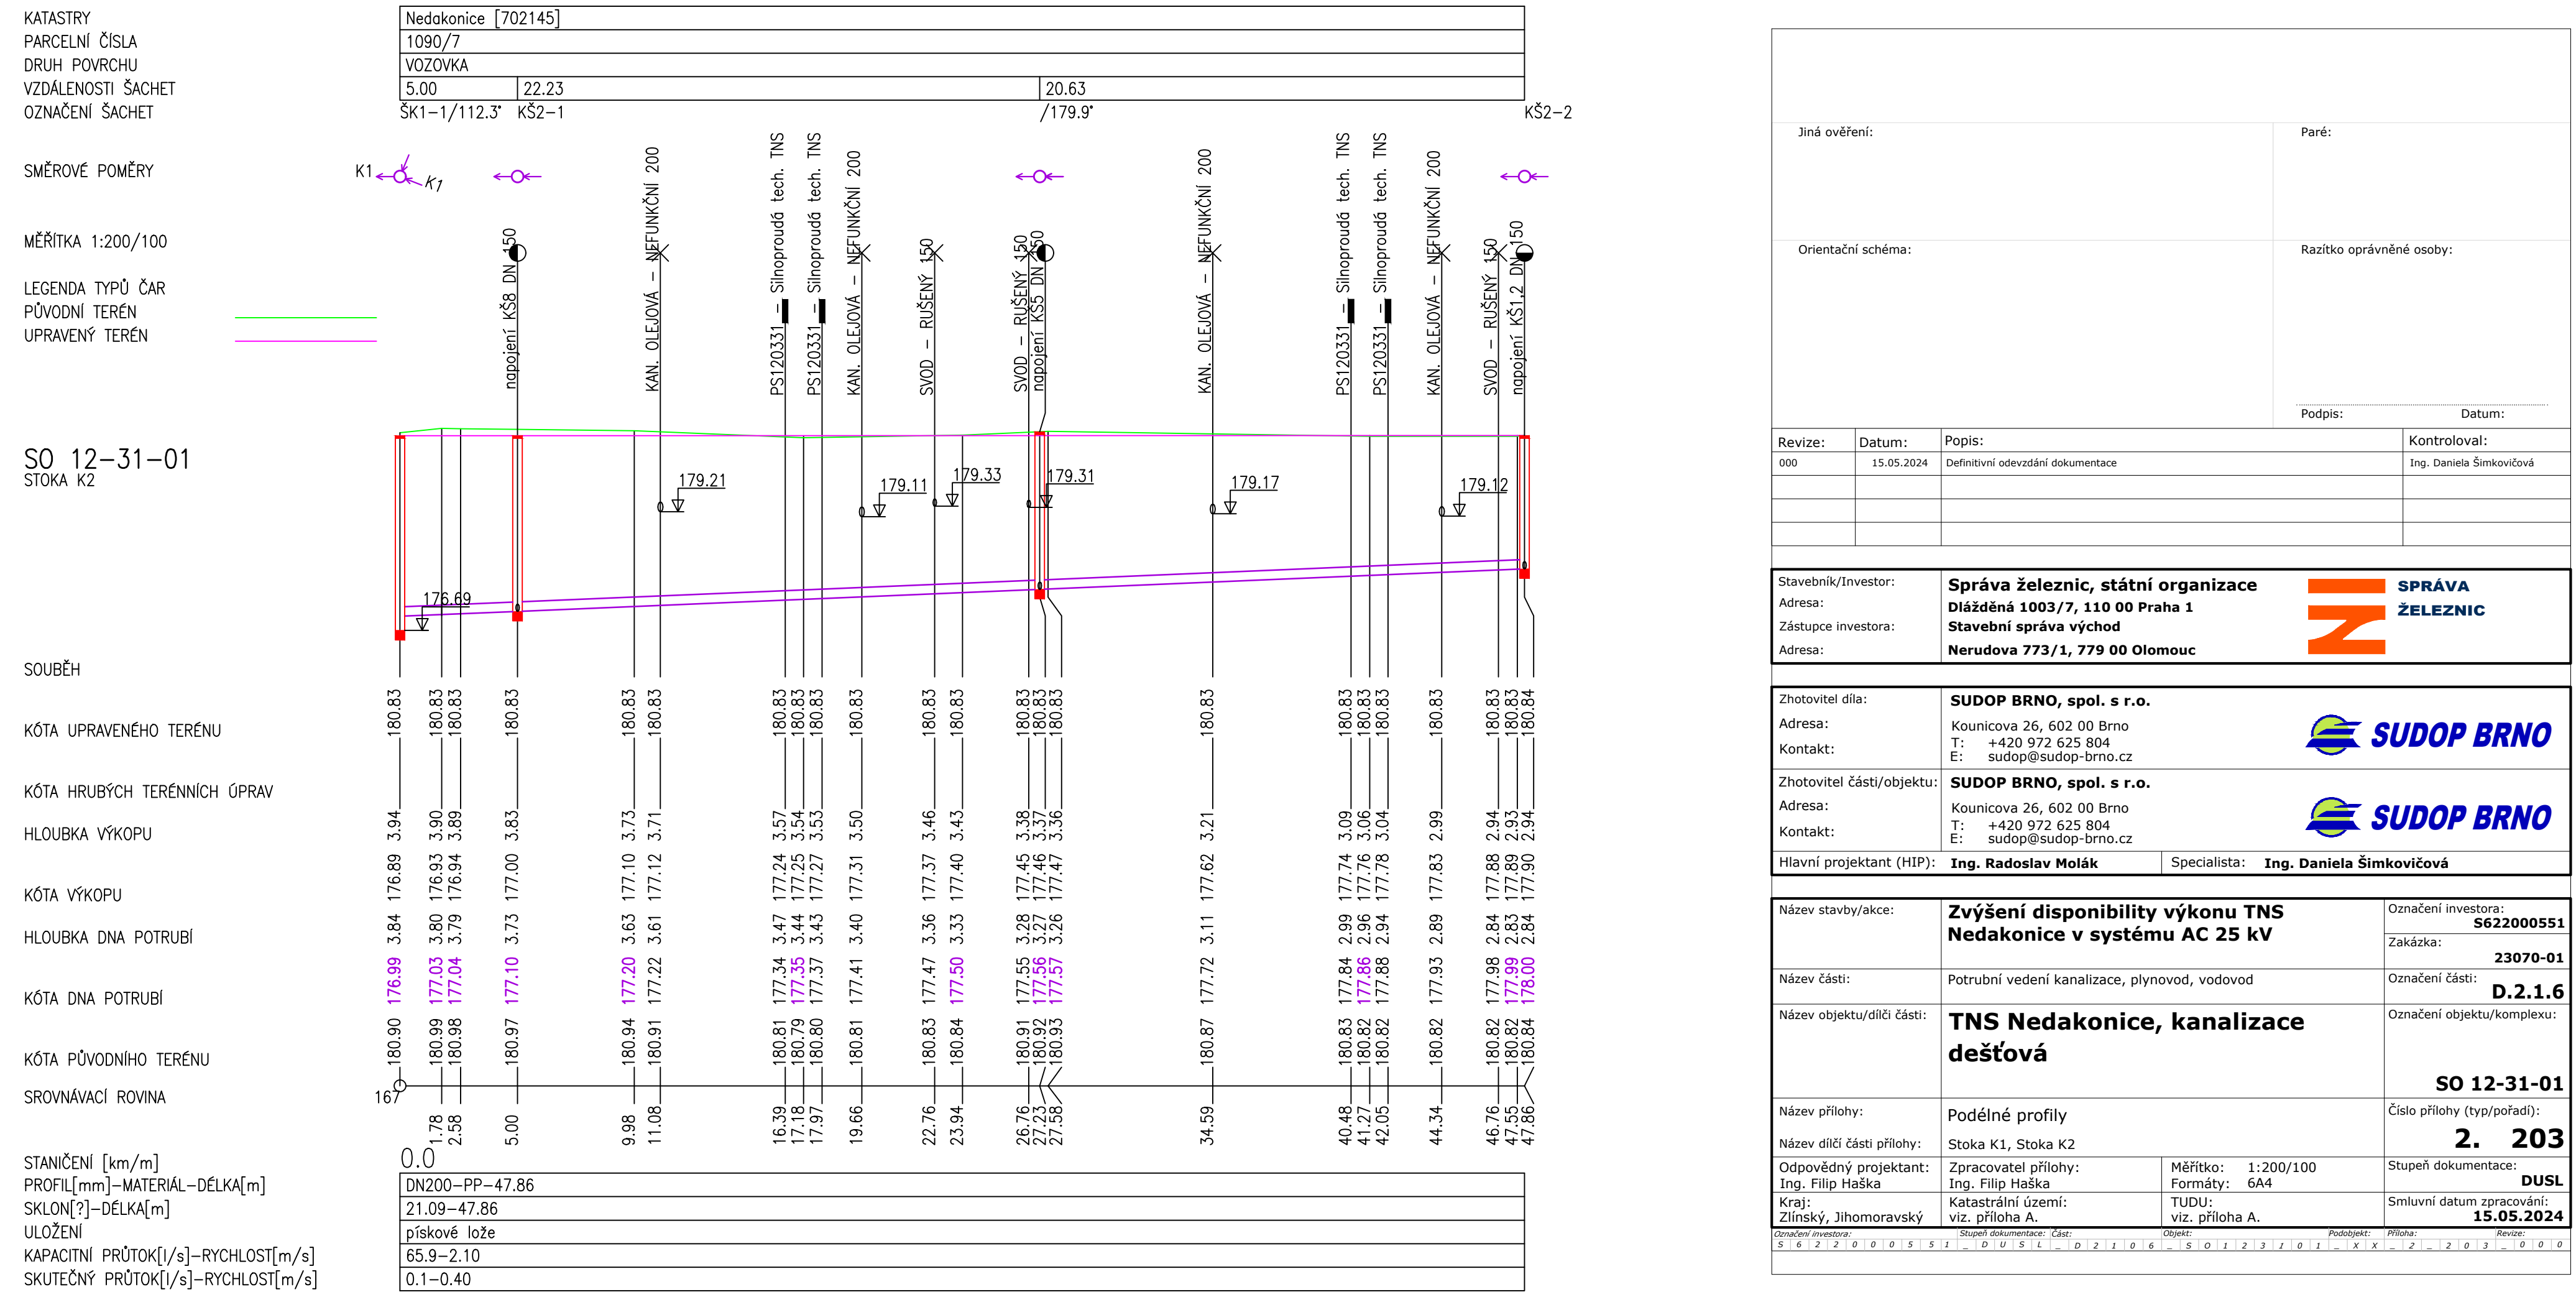 KATASTRY
Nedakonice [702145]
PARCELNÍ ČÍSLA
1090/7
DRUH POVRCHU
VOZOVKA
VZDÁLENOSTI ŠACHET
5.00 22.23 20.63
OZNAČENÍ ŠACHET
ŠK1-1/112.3° KŠ2-1 /179.9° KŠ2-2
SMĚROVÉ POMĚRY
K1
K1
MĚŘÍTKA 1:200/100
LEGENDA TYPŮ ČAR
PŮVODNÍ TERÉN
UPRAVENÝ TERÉN
napojení KŠ8 DN 150
KAN. OLEJOVÁ - NEFUNKČNÍ 200
PS120331 - Silnoproudá tech. TNS
PS120331 - Silnoproudá tech. TNS
KAN. OLEJOVÁ - NEFUNKČNÍ 200
SVOD - RUŠENÝ 150
SVOD - RUŠENÝ 150
napojení KŠ5 DN 150
KAN. OLEJOVÁ - NEFUNKČNÍ 200
PS120331 - Silnoproudá tech. TNS
PS120331 - Silnoproudá tech. TNS
KAN. OLEJOVÁ - NEFUNKČNÍ 200
SVOD - RUŠENÝ 150
napojení KŠ1,2 DN 150
SO 12-31-01
STOKA K2
176.69
179.21
179.11
179.33
179.31
179.17
179.12
SOUBĚH
KÓTA UPRAVENÉHO TERÉNU
180.83 180.83 180.83 180.83 180.83 180.83 180.83 180.83 180.83 180.83 180.83 180.83 180.83 180.83 180.83 180.83 180.83 180.83 180.83 180.83 180.83 180.83 180.84
KÓTA HRUBÝCH TERÉNNÍCH ÚPRAV
HLOUBKA VÝKOPU
3.94 3.90 3.89 3.83 3.73 3.71 3.57 3.54 3.53 3.50 3.46 3.43 3.38 3.37 3.36 3.21 3.09 3.06 3.04 2.99 2.94 2.93 2.94
KÓTA VÝKOPU
176.89 176.93 176.94 177.00 177.10 177.12 177.24 177.25 177.27 177.31 177.37 177.40 177.45 177.46 177.47 177.62 177.74 177.76 177.78 177.83 177.88 177.89 177.90
HLOUBKA DNA POTRUBÍ
3.84 3.80 3.79 3.73 3.63 3.61 3.47 3.44 3.43 3.40 3.36 3.33 3.28 3.27 3.26 3.11 2.99 2.96 2.94 2.89 2.84 2.83 2.84
KÓTA DNA POTRUBÍ
176.99 177.03 177.04 177.10 177.20 177.22 177.34 177.35 177.37 177.41 177.47 177.50 177.55 177.56 177.57 177.72 177.84 177.86 177.88 177.93 177.98 177.99 178.00
KÓTA PŮVODNÍHO TERÉNU
180.90 180.99 180.98 180.97 180.94 180.91 180.81 180.79 180.80 180.81 180.83 180.84 180.91 180.92 180.93 180.87 180.83 180.82 180.82 180.82 180.82 180.82 180.84
SROVNÁVACÍ ROVINA
167
1.78 2.58 5.00 9.98 11.08 16.39 17.18 17.97 19.66 22.76 23.94 26.76 27.23 27.58 34.59 40.48 41.27 42.05 44.34 46.76 47.55 47.86
STANIČENÍ [km/m]
0.0
PROFIL[mm]-MATERIÁL-DÉLKA[m]
DN200-PP-47.86
SKLON[?]-DÉLKA[m]
21.09-47.86
ULOŽENÍ
pískové lože
KAPACITNÍ PRŮTOK[l/s]-RYCHLOST[m/s]
65.9-2.10
SKUTEČNÝ PRŮTOK[l/s]-RYCHLOST[m/s]
0.1-0.40
Jiná ověření:
Paré:
Orientační schéma:
Razítko oprávněné osoby:
Podpis: Datum:
Revize: Datum: Popis: Kontroloval:
000 15.05.2024 Definitivní odevzdání dokumentace Ing. Daniela Šimkovičová
Stavebník/Investor: Správa železnic, státní organizace
Adresa: Dlážděná 1003/7, 110 00 Praha 1
Zástupce investora: Stavební správa východ
Adresa: Nerudova 773/1, 779 00 Olomouc
SPRÁVA
ŽELEZNIC
Zhotovitel díla: SUDOP BRNO, spol. s r.o.
Adresa: Kounicova 26, 602 00 Brno
Kontakt: T: +420 972 625 804
E: sudop@sudop-brno.cz
SUDOP BRNO
Zhotovitel části/objektu: SUDOP BRNO, spol. s r.o.
Adresa: Kounicova 26, 602 00 Brno
Kontakt: T: +420 972 625 804
E: sudop@sudop-brno.cz
SUDOP BRNO
Hlavní projektant (HIP): Ing. Radoslav Molák Specialista: Ing. Daniela Šimkovičová
Název stavby/akce: Zvýšení disponibility výkonu TNS
Nedakonice v systému AC 25 kV
Označení investora:
S622000551
Zakázka:
23070-01
Název části: Potrubní vedení kanalizace, plynovod, vodovod
Označení části:
D.2.1.6
Název objektu/dílči části: TNS Nedakonice, kanalizace
dešťová
Označení objektu/komplexu:
SO 12-31-01
Název přílohy: Podélné profily
Číslo přílohy (typ/pořadí):
Název dílčí části přílohy: Stoka K1, Stoka K2
2. 203
Odpovědný projektant: Zpracovatel přílohy: Měřítko: 1:200/100 Stupeň dokumentace:
Ing. Filip Haška Ing. Filip Haška Formáty: 6A4 DUSL
Kraj: Katastrální území: TUDU: Smluvní datum zpracování:
Zlínský, Jihomoravský viz. příloha A. viz. příloha A. 15.05.2024
Označení investora: Stupeň dokumentace: Část: Objekt: Podobjekt: Příloha: Revize:
S 6 2 2 0 0 0 5 5 1 _ D U S L _ D 2 1 0 6 _ S O 1 2 3 1 0 1 _ X X _ 2 _ 2 0 3 _ 0 0 0